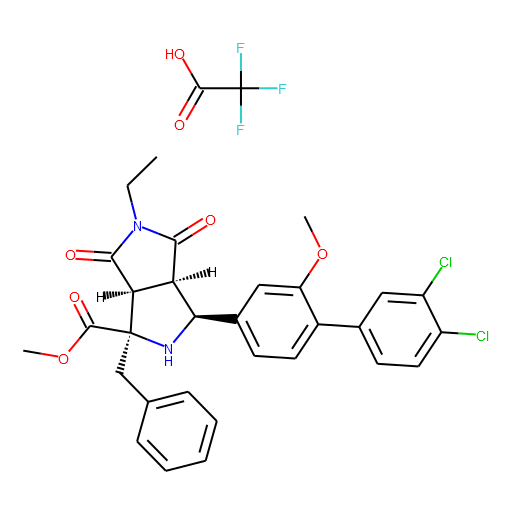 HO F
F
O F
N O
O
H
O H O Cl
O N
H Cl